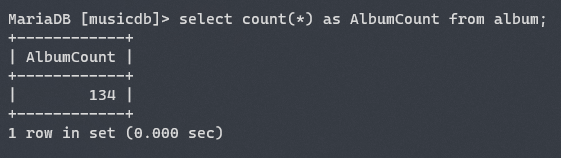 MariaDB [musicdb]> select count(*) as AlbumCount from album;
+------------+
| AlbumCount |
+------------+
|        134 |
+------------+
1 row in set (0.000 sec)